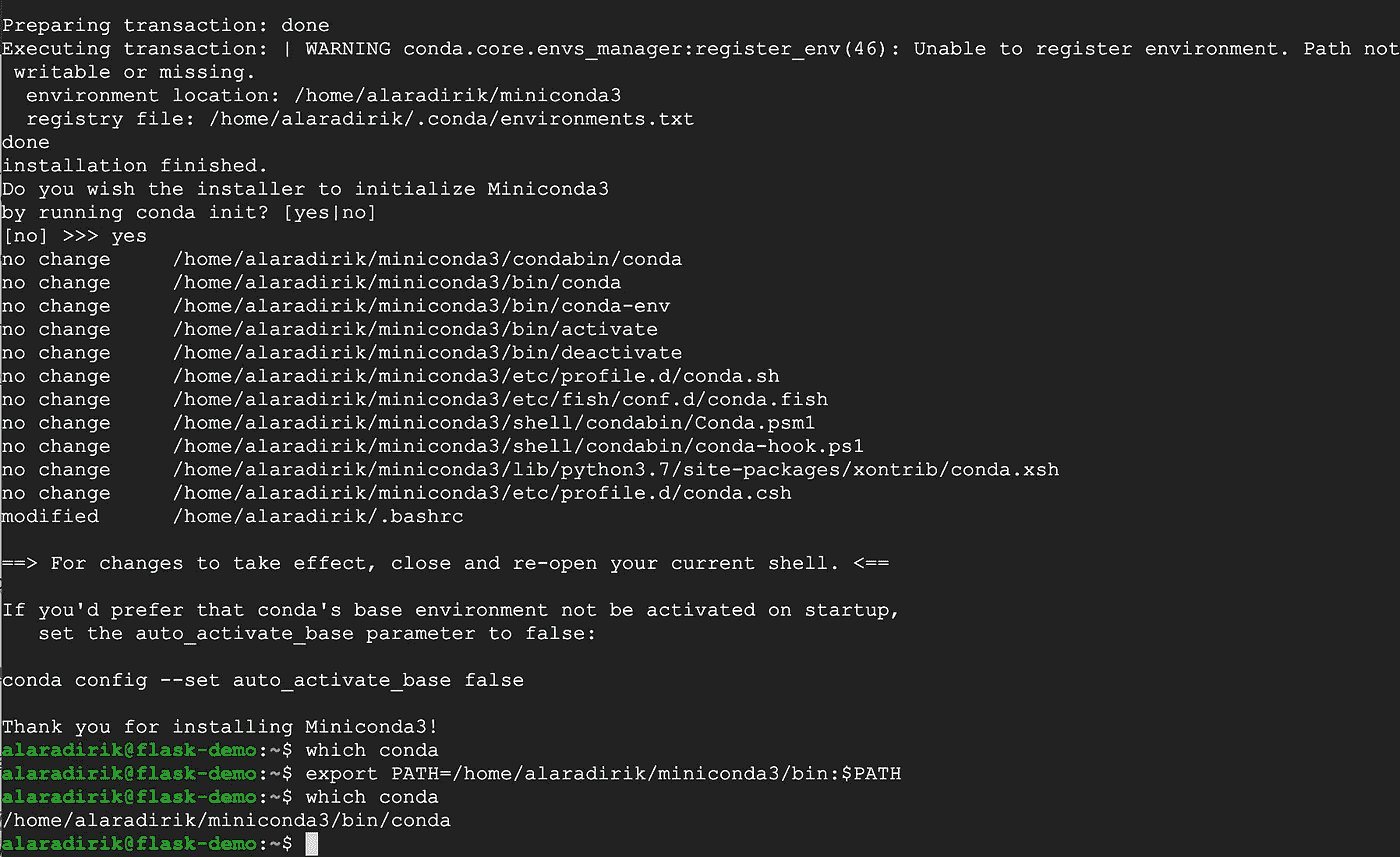 Preparing transaction: done
Executing transaction: | WARNING conda.core.envs_manager:register_env(46): Unable to register environment. Path not
 writable or missing.
  environment location: /home/alaradirik/miniconda3
  registry file: /home/alaradirik/.conda/environments.txt
done
installation finished.
Do you wish the installer to initialize Miniconda3
by running conda init? [yes|no]
[no] >>> yes
no change     /home/alaradirik/miniconda3/condabin/conda
no change     /home/alaradirik/miniconda3/bin/conda
no change     /home/alaradirik/miniconda3/bin/conda-env
no change     /home/alaradirik/miniconda3/bin/activate
no change     /home/alaradirik/miniconda3/bin/deactivate
no change     /home/alaradirik/miniconda3/etc/profile.d/conda.sh
no change     /home/alaradirik/miniconda3/etc/fish/conf.d/conda.fish
no change     /home/alaradirik/miniconda3/shell/condabin/Conda.psm1
no change     /home/alaradirik/miniconda3/shell/condabin/conda-hook.ps1
no change     /home/alaradirik/miniconda3/lib/python3.7/site-packages/xontrib/conda.xsh
no change     /home/alaradirik/miniconda3/etc/profile.d/conda.csh
modified      /home/alaradirik/.bashrc

==> For changes to take effect, close and re-open your current shell. <==

If you'd prefer that conda's base environment not be activated on startup,
   set the auto_activate_base parameter to false:

conda config --set auto_activate_base false

Thank you for installing Miniconda3!
alaradirik@flask-demo:~$ which conda
alaradirik@flask-demo:~$ export PATH=/home/alaradirik/miniconda3/bin:$PATH
alaradirik@flask-demo:~$ which conda
/home/alaradirik/miniconda3/bin/conda
alaradirik@flask-demo:~$